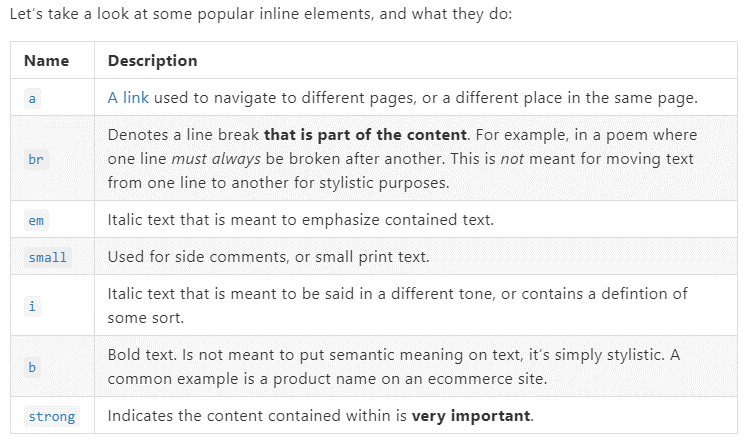 Let's take a look at some popular inline elements, and what they do:
Name Description
a A link used to navigate to different pages, or a different place in the same page.
Denotes a line break that is part of the content. For example, in a poem where
br one line must always be broken after another. This is not meant for moving text
from one line to another for stylistic purposes.
em Italic text that is meant to emphasize contained text.
small Used for side comments, or small print text.
i Italic text that is meant to be said in a different tone, or contains a defintion of
some sort.
b Bold text. Is not meant to put semantic meaning on text, it's simply stylistic. A
common example is a product name on an ecommerce site.
strong Indicates the content contained within is very important.